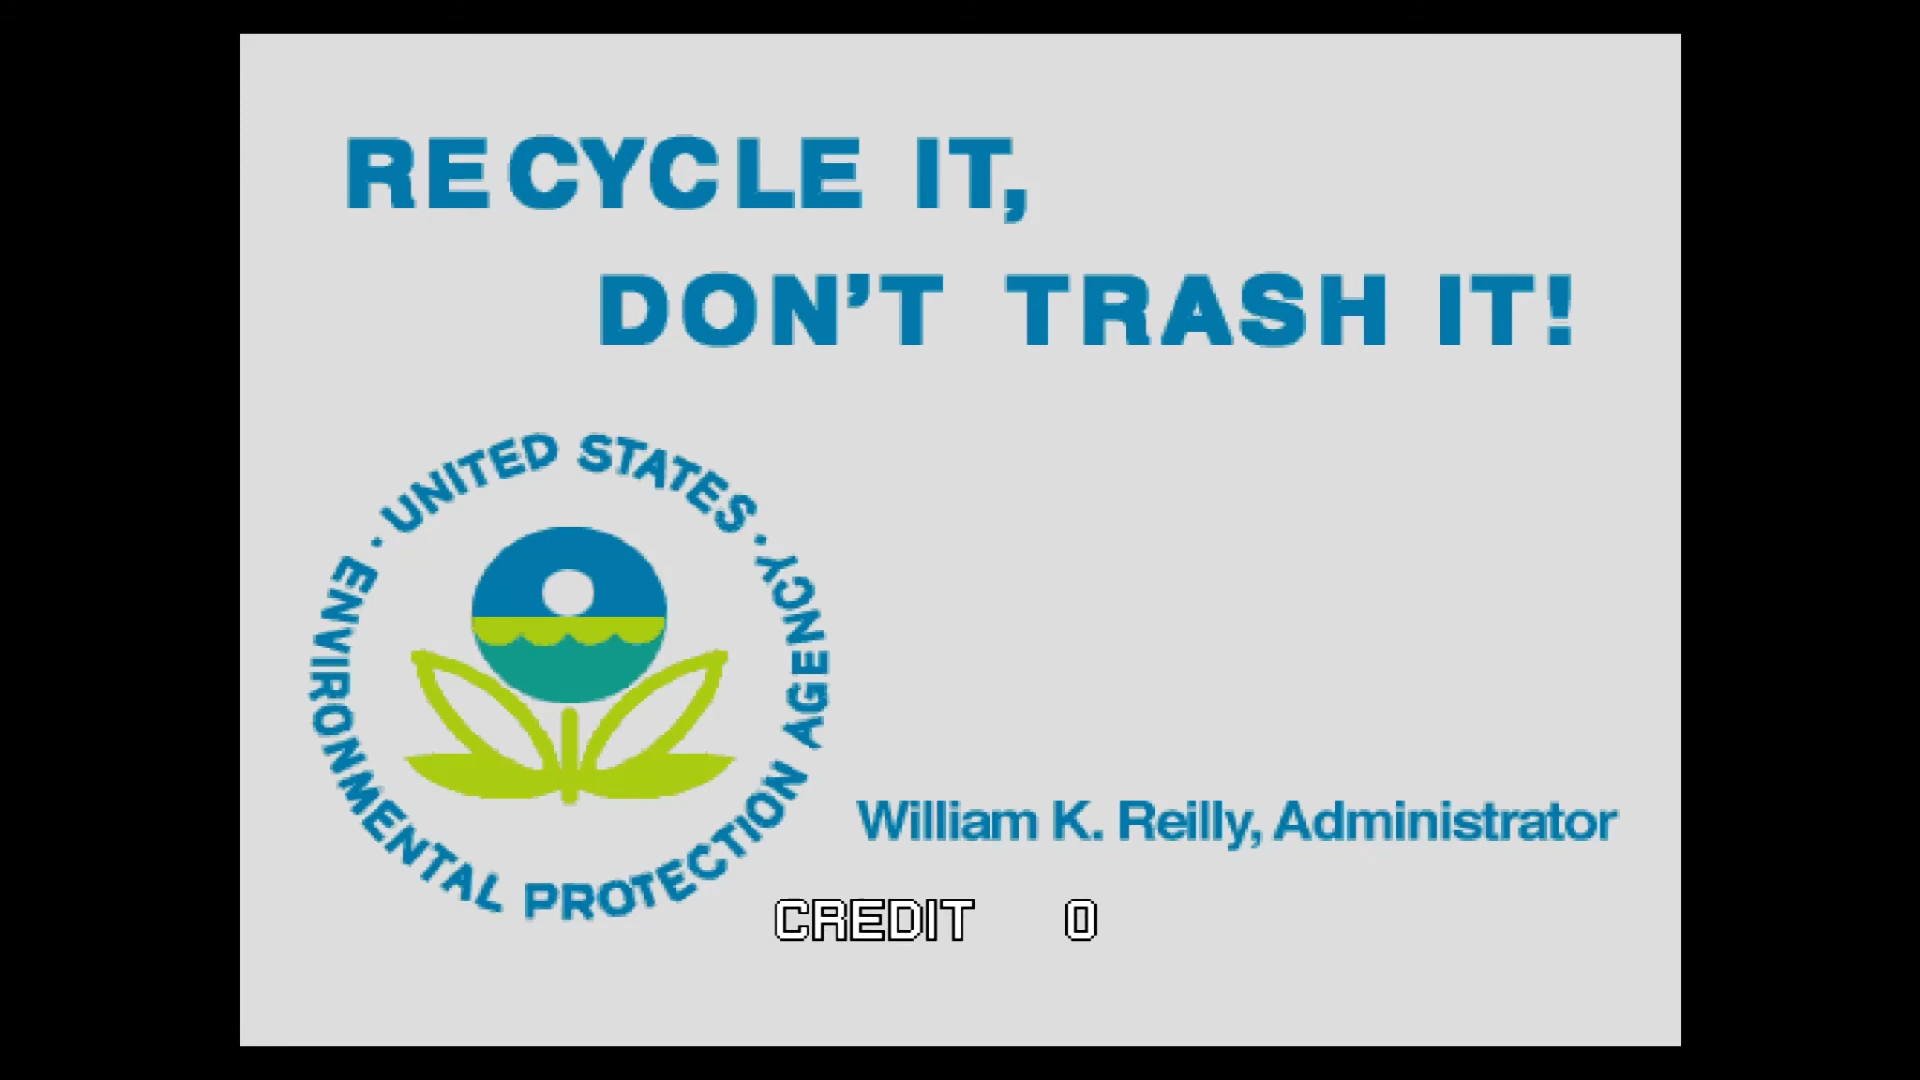 RECYCLE IT,
DON'T TRASH IT!
· UNITED STATES ·
ENVIRONMENTAL PROTECTION AGENCY
William K. Reilly, Administrator
CREDIT 0